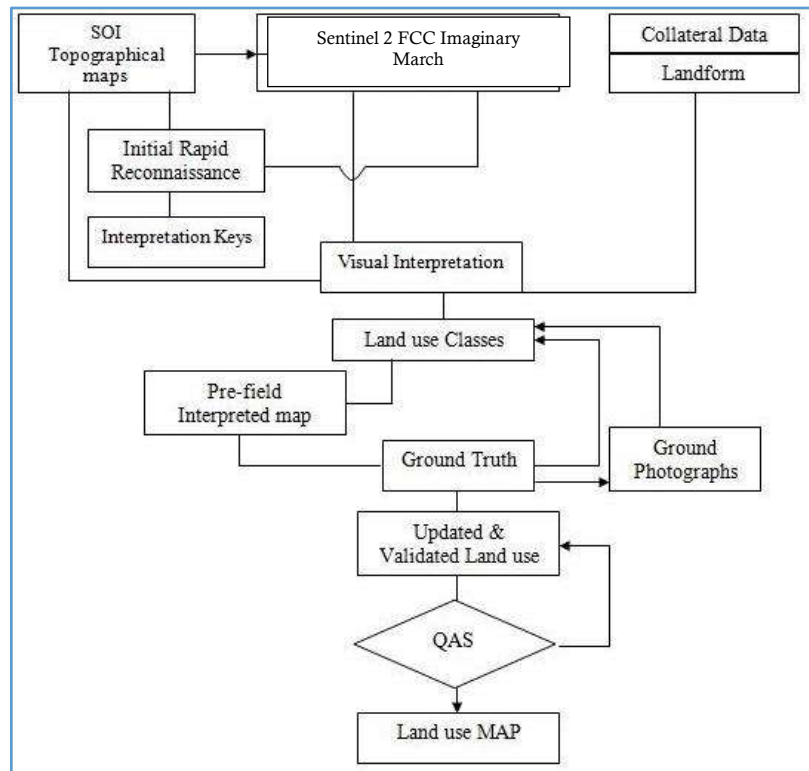 SOI
Topographical
maps
Sentinel 2 FCC Imaginary
March
Collateral Data
Landform
Initial Rapid
Reconnaissance
Interpretation Keys
Visual Interpretation
Land use Classes
Pre-field
Interpreted map
Ground Truth
Ground
Photographs
Updated &
Validated Land use
QAS
Land use MAP